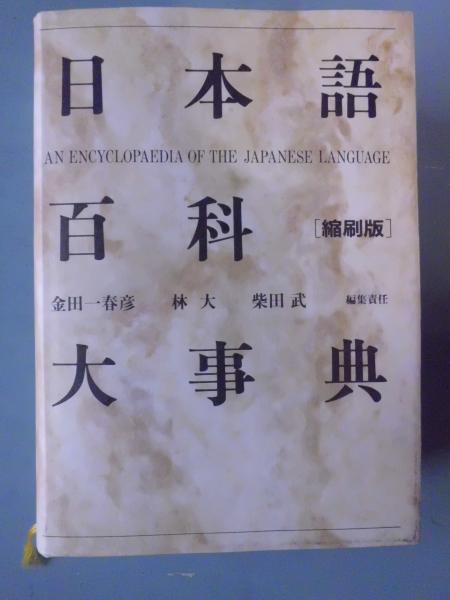 日本語
AN ENCYCLOPAEDIA OF THE JAPANESE LANGUAGE
百科 [縮刷版]
金田一春彦 林大 柴田武 編集責任
大事典